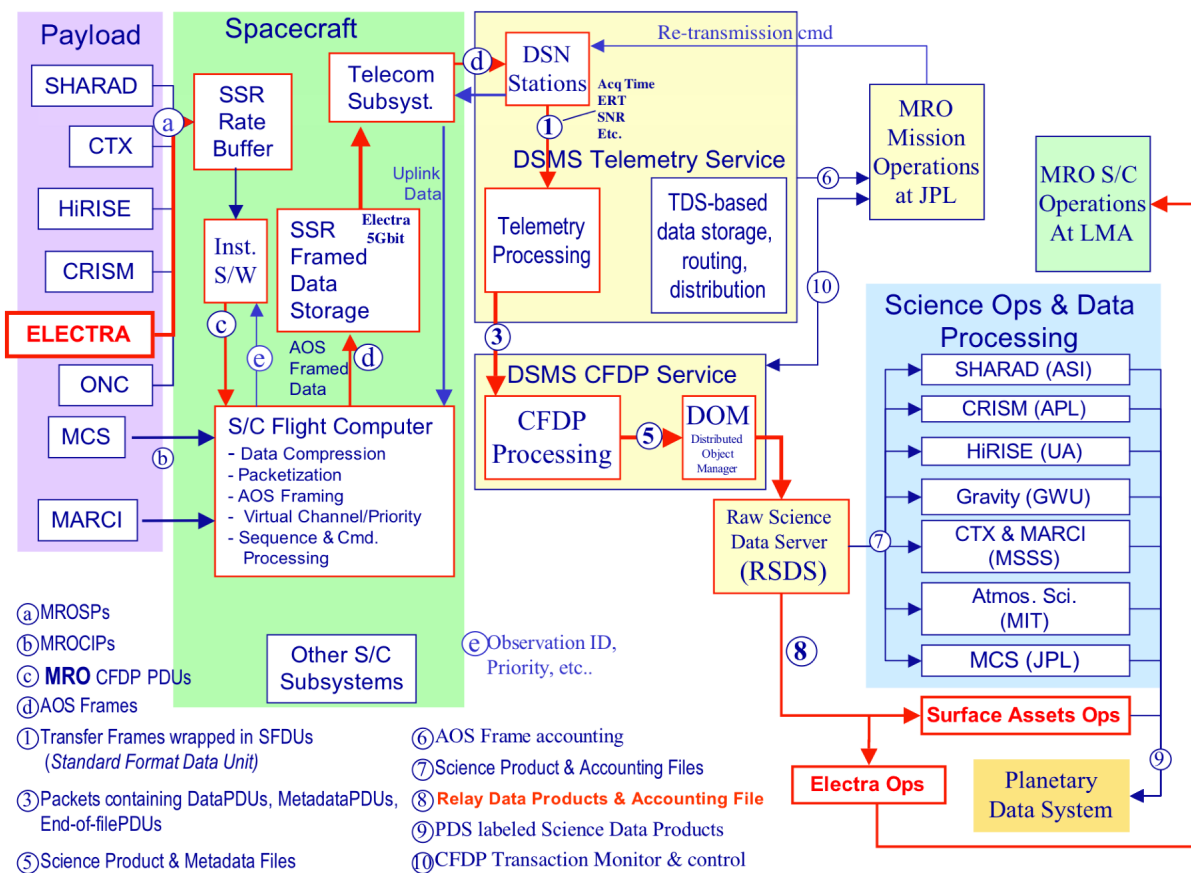 Payload
SHARAD
CTX
HiRISE
CRISM
ELECTRA
ONC
MCS
MARCI
a
b
Spacecraft
SSR
Rate
Buffer
Inst.
S/W
c
e
Telecom
Subsyst.
d
Uplink
Data
SSR
Framed
Data
Storage
Electra
5Gbit
AOS
Framed
Data
d
S/C Flight Computer
- Data Compression
- Packetization
- AOS Framing
- Virtual Channel/Priority
- Sequence & Cmd.
Processing
Other S/C
Subsystems
DSN
Stations
Acq Time
ERT
SNR
Etc.
1
DSMS Telemetry Service
Telemetry
Processing
TDS-based
data storage,
routing,
distribution
3
DSMS CFDP Service
CFDP
Processing
5
DOM
Distributed
Object
Manager
Re-transmission cmd
6
10
MRO
Mission
Operations
at JPL
MRO S/C
Operations
At LMA
Raw Science
Data Server
(RSDS)
7
8
Science Ops & Data
Processing
SHARAD (ASI)
CRISM (APL)
HiRISE (UA)
Gravity (GWU)
CTX & MARCI
(MSSS)
Atmos. Sci.
(MIT)
MCS (JPL)
Surface Assets Ops
Electra Ops
9
Planetary
Data System
a MROSPs
b MROCIPs
c MRO CFDP PDUs
d AOS Frames
e Observation ID,
Priority, etc..
1 Transfer Frames wrapped in SFDUs
(Standard Format Data Unit)
3 Packets containing DataPDUs, MetadataPDUs,
End-of-filePDUs
5 Science Product & Metadata Files
6 AOS Frame accounting
7 Science Product & Accounting Files
8 Relay Data Products & Accounting File
9 PDS labeled Science Data Products
10 CFDP Transaction Monitor & control